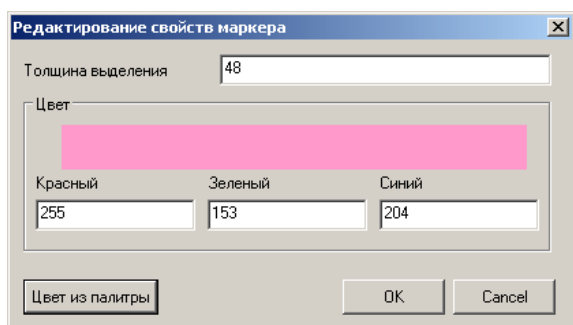 Редактирование свойств маркера
Толщина выделения 48
Цвет
Красный Зеленый Синий
255 153 204
Цвет из палитры OK Cancel